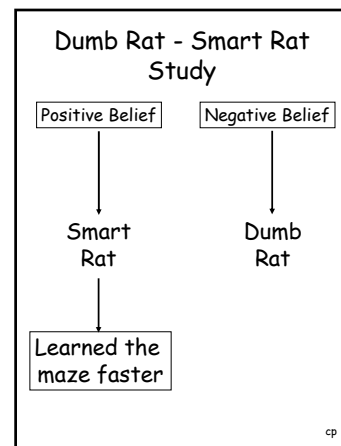 Dumb Rat - Smart Rat
Study
Positive Belief
Negative Belief
Smart
Rat
Dumb
Rat
Learned the
maze faster
cp